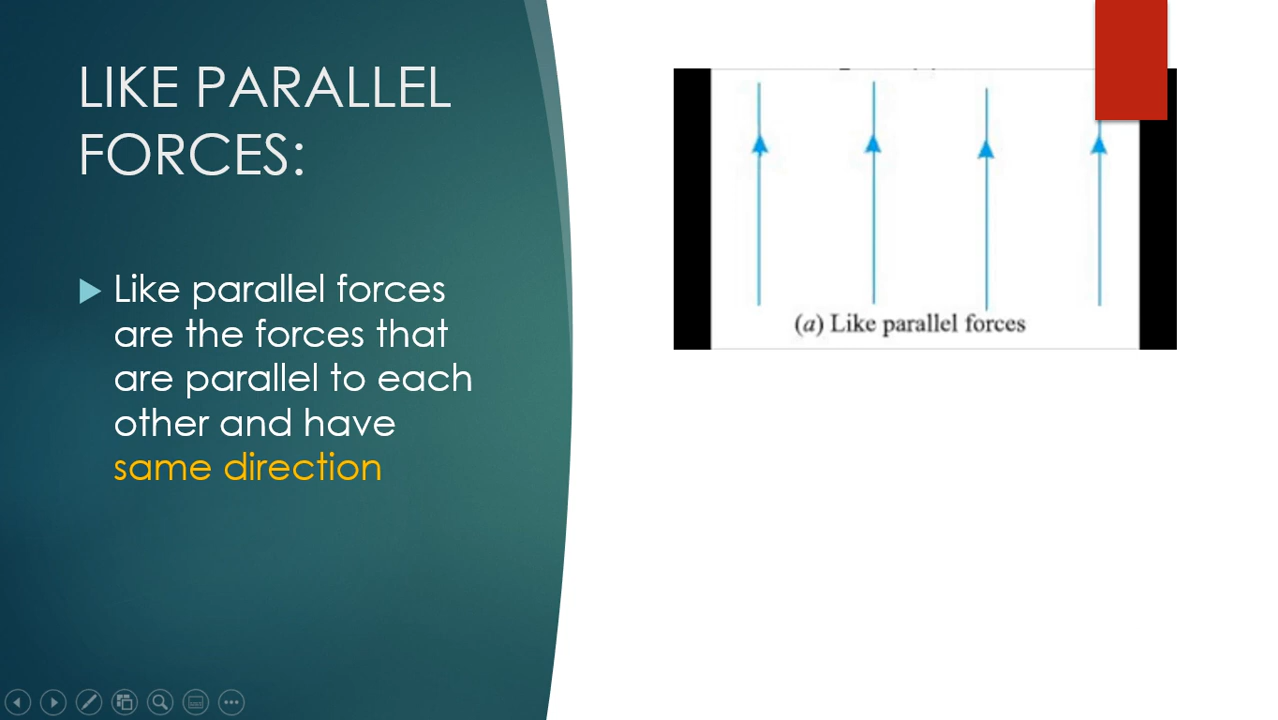 LIKE PARALLEL
FORCES:
Like parallel forces
are the forces that
are parallel to each
other and have
same direction
(a) Like parallel forces